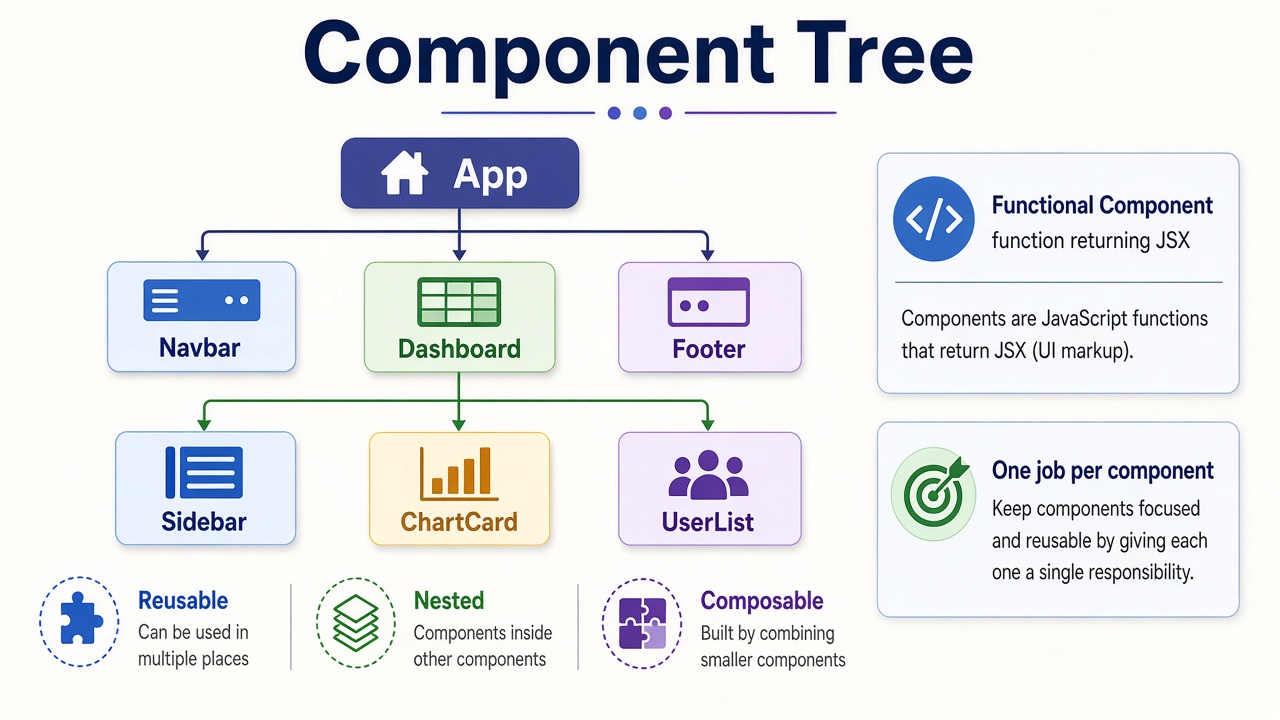 Component Tree
App
Navbar
Dashboard
Footer
Sidebar
ChartCard
UserList
Functional Component
function returning JSX
Components are JavaScript functions
that return JSX (UI markup).
One job per component
Keep components focused
and reusable by giving each
one a single responsibility.
Reusable
Can be used in
multiple places
Nested
Components inside
other components
Composable
Built by combining
smaller components